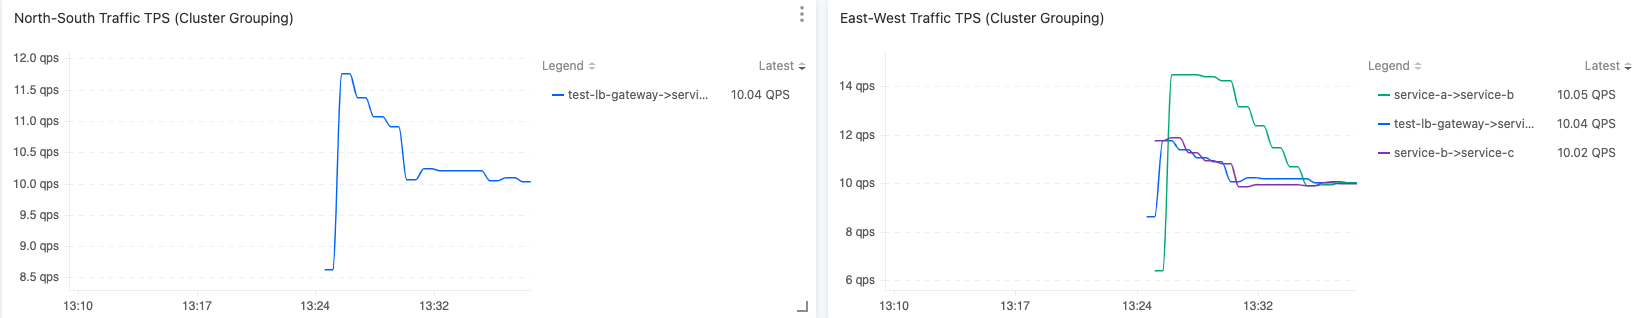 North-South Traffic TPS (Cluster Grouping)
12.0 qps
11.5 qps
11.0 qps
10.5 qps
10.0 qps
9.5 qps
9.0 qps
8.5 qps
13:10 13:17 13:24 13:32
Legend Latest
test-lb-gateway->servi... 10.04 QPS
East-West Traffic TPS (Cluster Grouping)
14 qps
12 qps
10 qps
8 qps
6 qps
13:10 13:17 13:24 13:32
Legend Latest
service-a->service-b 10.05 QPS
test-lb-gateway->servi... 10.04 QPS
service-b->service-c 10.02 QPS